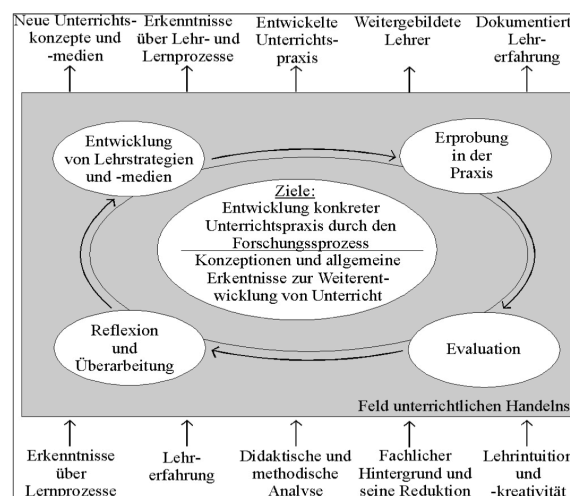 Neue Unterrichts-
konzepte und
-medien
Erkenntnisse
über Lehr- und
Lernprozesse
Entwickelte
Unterrichts-
praxis
Weitergebildete
Lehrer
Dokumentiert
Lehr-
erfahrung
Entwicklung
von Lehrstrategien
und -medien
Erprobung
in der
Praxis
Ziele:
Entwicklung konkreter
Unterrichtspraxis durch den
Forschungssprozess
Konzeptionen und allgemeine
Erkentnisse zur Weiterent-
wicklung von Unterricht
Reflexion
und
Überarbeitung
Evaluation
Feld unterrichtlichen Handelns
Erkenntnisse
über
Lernprozesse
Lehr-
erfahrung
Didaktische und
methodische
Analyse
Fachlicher
Hintergrund und
seine Reduktion
Lehrintuition
und
-kreativität